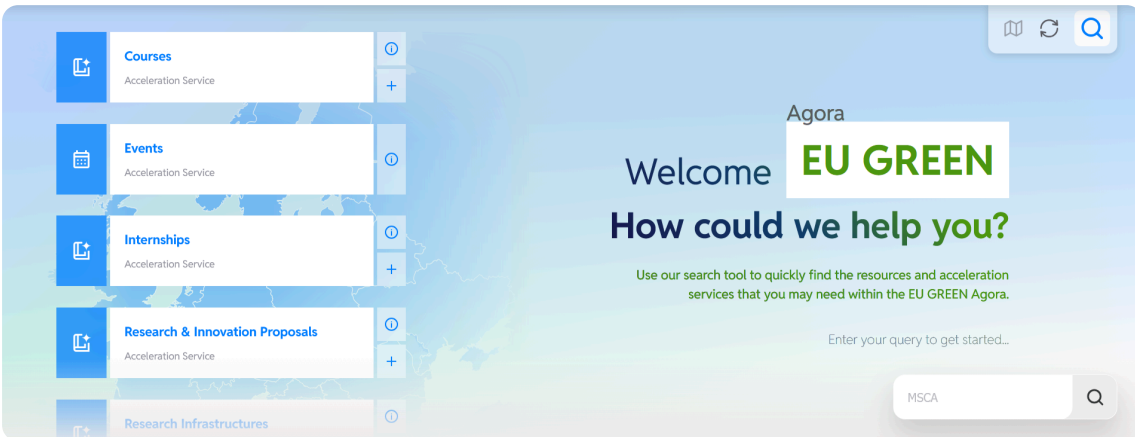 Courses
Acceleration Service
Events
Acceleration Service
Internships
Acceleration Service
Research & Innovation Proposals
Acceleration Service
Research Infrastructures
Agora
Welcome EU GREEN
How could we help you?
Use our search tool to quickly find the resources and acceleration
services that you may need within the EU GREEN Agora.
Enter your query to get started...
MSCA